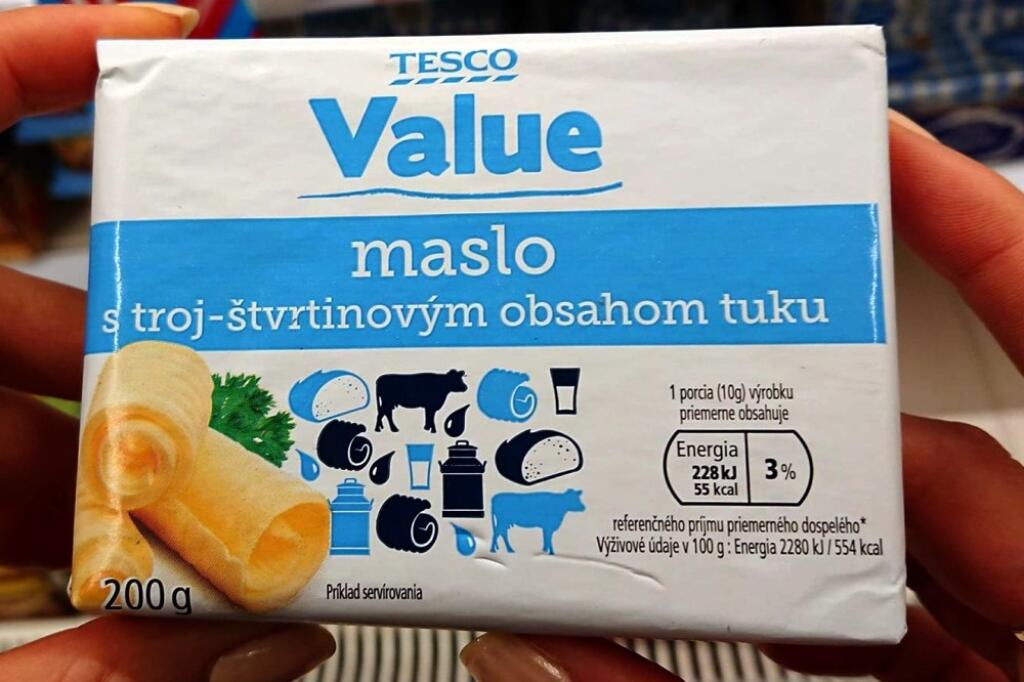 TESCO
Value
maslo
s troj-štvrtinovým obsahom tuku
1 porcia (10g) výrobku
priemerne obsahuje
Energia
228 kJ
55 kcal
3%
referenčného príjmu priemerného dospelého*
Výživové údaje v 100 g : Energia 2280 kJ / 554 kcal
200g
Príklad servírovania